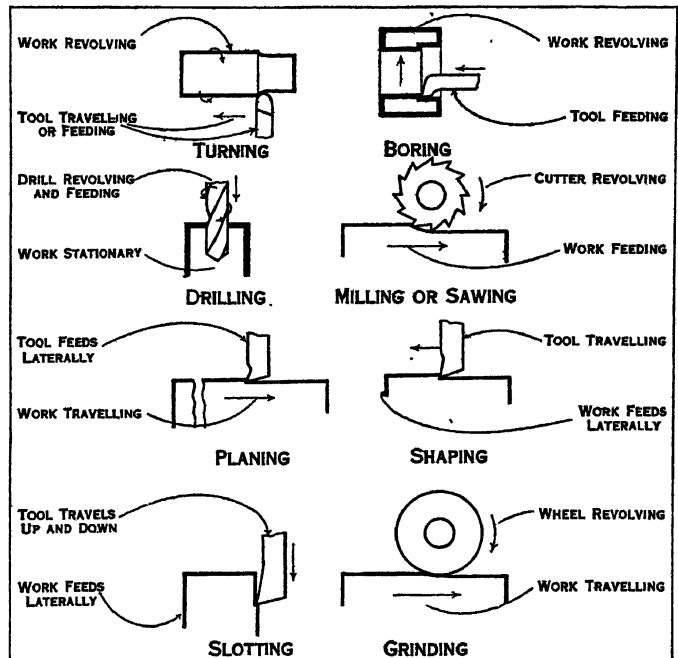 WORK REVOLVING
TOOL TRAVELLING
OR FEEDING
TURNING
WORK REVOLVING
TOOL FEEDING
BORING
DRILL REVOLVING
AND FEEDING
WORK STATIONARY
DRILLING.
CUTTER REVOLVING
WORK FEEDING
MILLING OR SAWING
TOOL FEEDS
LATERALLY
WORK TRAVELLING
PLANING
TOOL TRAVELLING
WORK FEEDS
LATERALLY
SHAPING
TOOL TRAVELS
UP AND DOWN
WORK FEEDS
LATERALLY
SLOTTING
WHEEL REVOLVING
WORK TRAVELLING
GRINDING